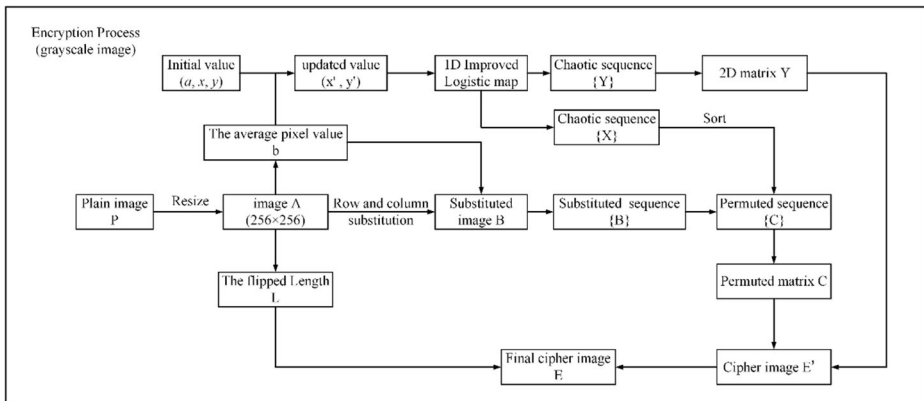 Encryption Process
(grayscale image)
Initial value
(a, x, y)
updated value
(x' , y')
1D Improved
Logistic map
Chaotic sequence
{Y}
2D matrix Y
Chaotic sequence
{X}
Sort
The average pixel value
b
Plain image
P
Resize
image A
(256×256)
Row and column
substitution
Substituted
image B
Substituted sequence
{B}
Permuted sequence
{C}
The flipped Length
L
Permuted matrix C
Final cipher image
E
Cipher image E'